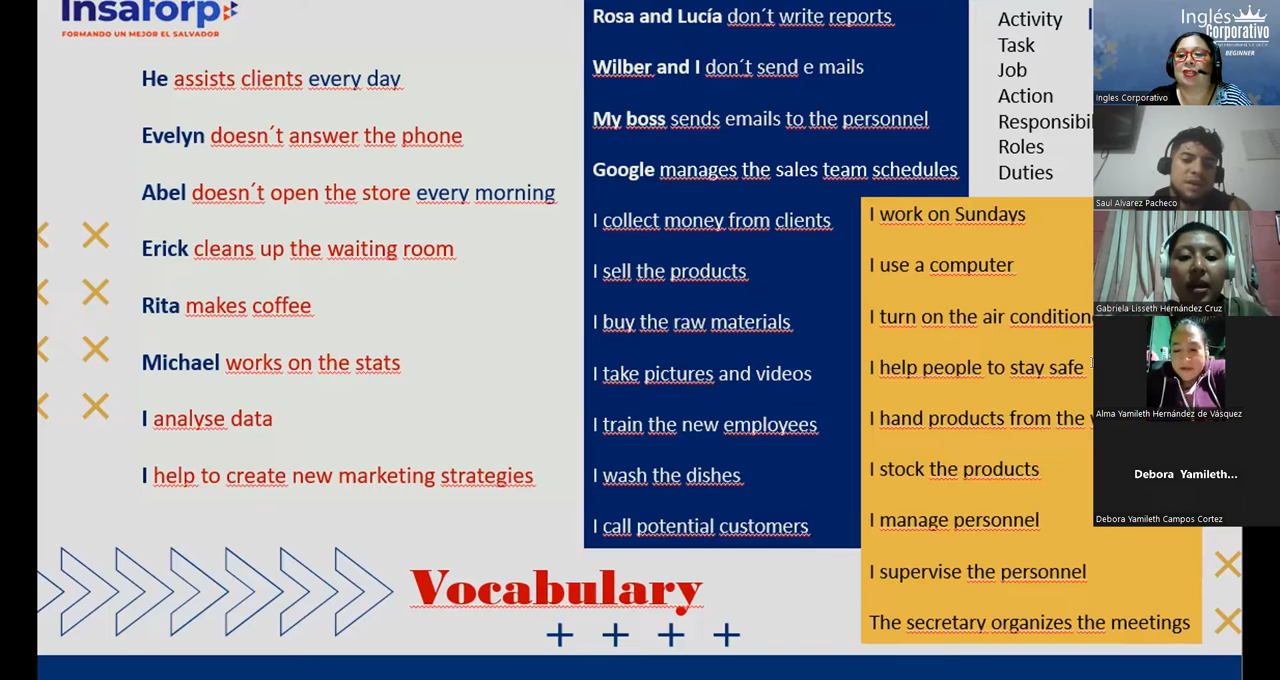 Insaforp
FORMANDO UN MEJOR EL SALVADOR
He assists clients every day
Evelyn doesn´t answer the phone
Abel doesn´t open the store every morning
Erick cleans up the waiting room
Rita makes coffee
Michael works on the stats
I analyse data
I help to create new marketing strategies
Rosa and Lucía don´t write reports
Wilber and I don´t send e mails
My boss sends emails to the personnel
Google manages the sales team schedules
I collect money from clients
I sell the products
I buy the raw materials
I take pictures and videos
I train the new employees
I wash the dishes
I call potential customers
Activity
Task
Job
Action
Responsibil
Roles
Duties
I work on Sundays
I use a computer
I turn on the air condition
I help people to stay safe
I hand products from the
I stock the products
I manage personnel
I supervise the personnel
The secretary organizes the meetings
Vocabulary
Inglés
Corporativo
BEGINNER
Ingles Corporativo
Saul Alvarez Pacheco
Gabriela Lisseth Hernández Cruz
Alma Yamileth Hernández de Vásquez
Debora Yamileth...
Debora Yamileth Campos Cortez